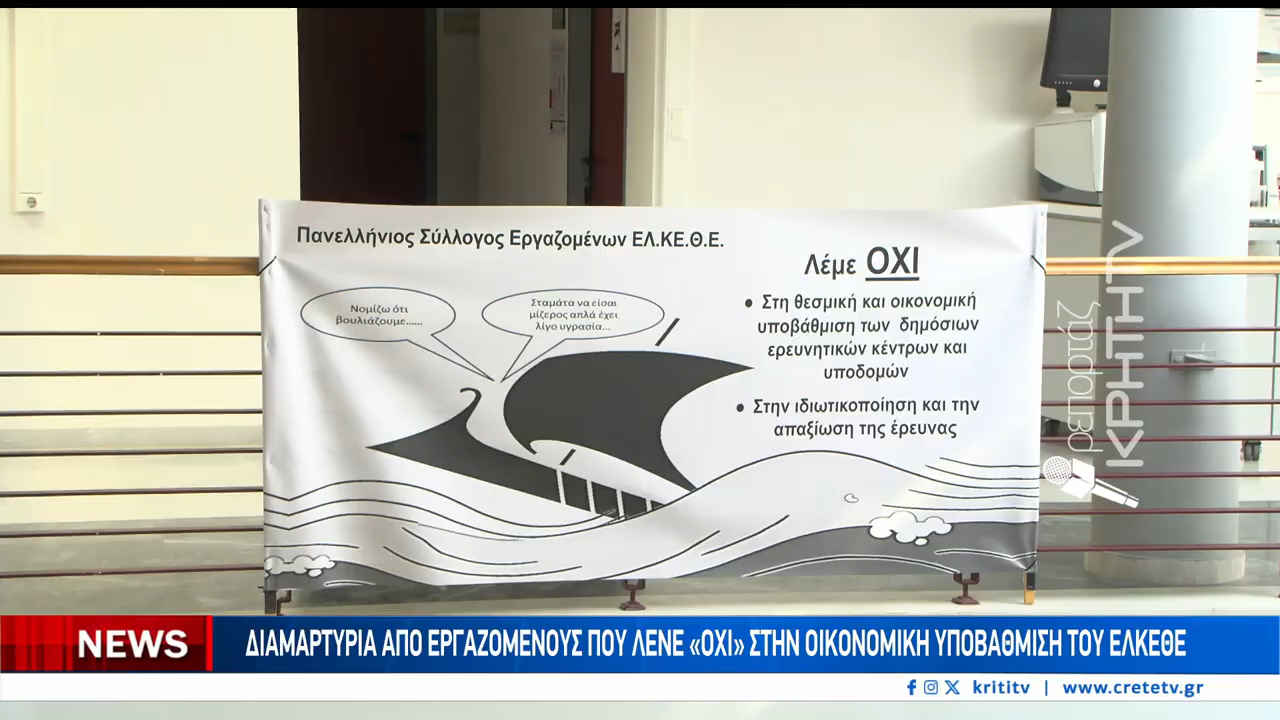 Πανελλήνιος Σύλλογος Εργαζομένων ΕΛ.ΚΕ.Θ.Ε.
Λέμε ΟΧΙ
Νομίζω ότι
βουλιάζουμε......
Σταμάτα να είσαι
μίζερος απλά έχει
λίγο υγρασία...
• Στη θεσμική και οικονομική
υποβάθμιση των δημόσιων
ερευνητικών κέντρων και
υποδομών
• Στην ιδιωτικοποίηση και την
απαξίωση της έρευνας
ρεπορτάζ
ΚΡΗΤΗ TV
NEWS
ΔΙΑΜΑΡΤΥΡΙΑ ΑΠΟ ΕΡΓΑΖΟΜΕΝΟΥΣ ΠΟΥ ΛΕΝΕ «ΟΧΙ» ΣΤΗΝ ΟΙΚΟΝΟΜΙΚΗ ΥΠΟΒΑΘΜΙΣΗ ΤΟΥ ΕΛΚΕΘΕ
krititv | www.cretetv.gr